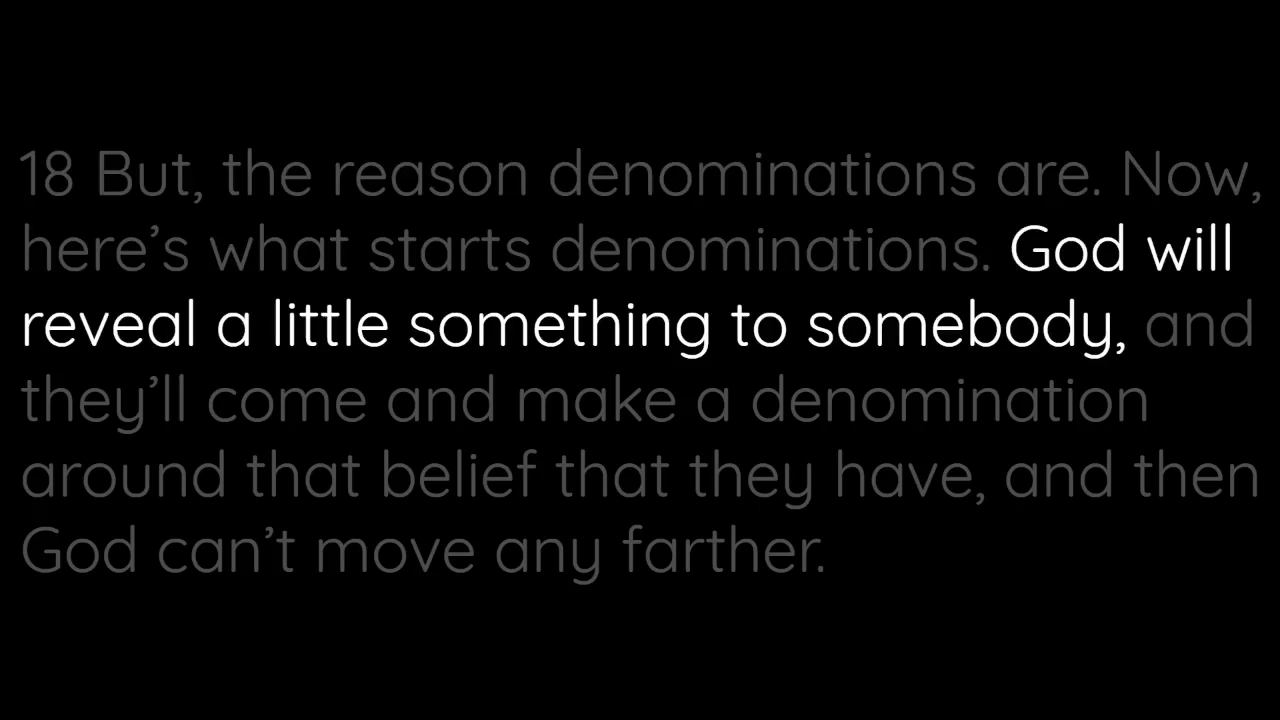 18 But, the reason denominations are. Now,
here’s what starts denominations. God will
reveal a little something to somebody, and
they’ll come and make a denomination
around that belief that they have, and then
God can’t move any farther.